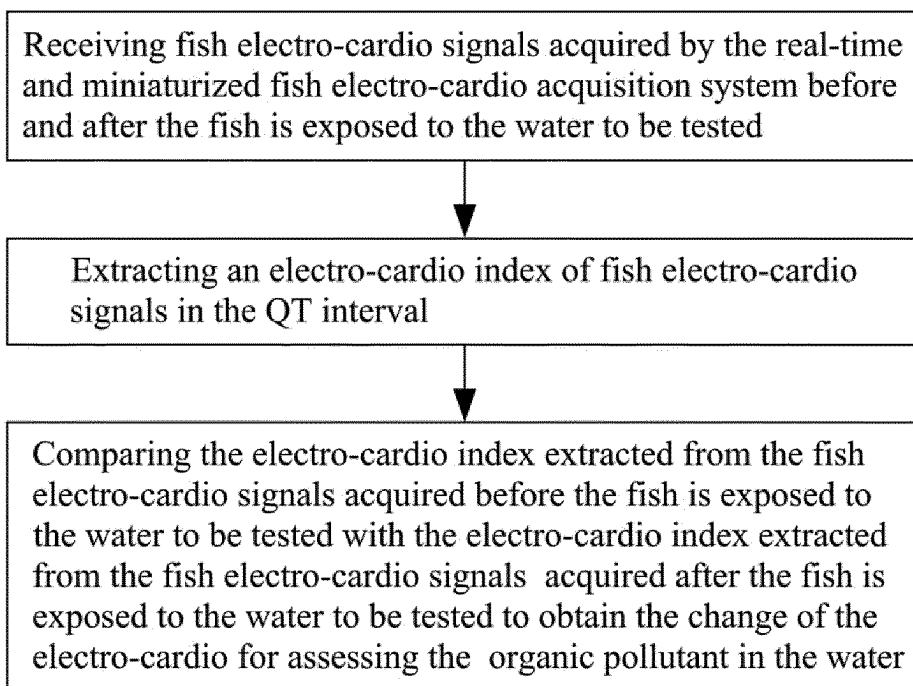 Receiving fish electro-cardio signals acquired by the real-time
and miniaturized fish electro-cardio acquisition system before
and after the fish is exposed to the water to be tested
Extracting an electro-cardio index of fish electro-cardio
signals in the QT interval
Comparing the electro-cardio index extracted from the fish
electro-cardio signals acquired before the fish is exposed to
the water to be tested with the electro-cardio index extracted
from the fish electro-cardio signals acquired after the fish is
exposed to the water to be tested to obtain the change of the
electro-cardio for assessing the organic pollutant in the water